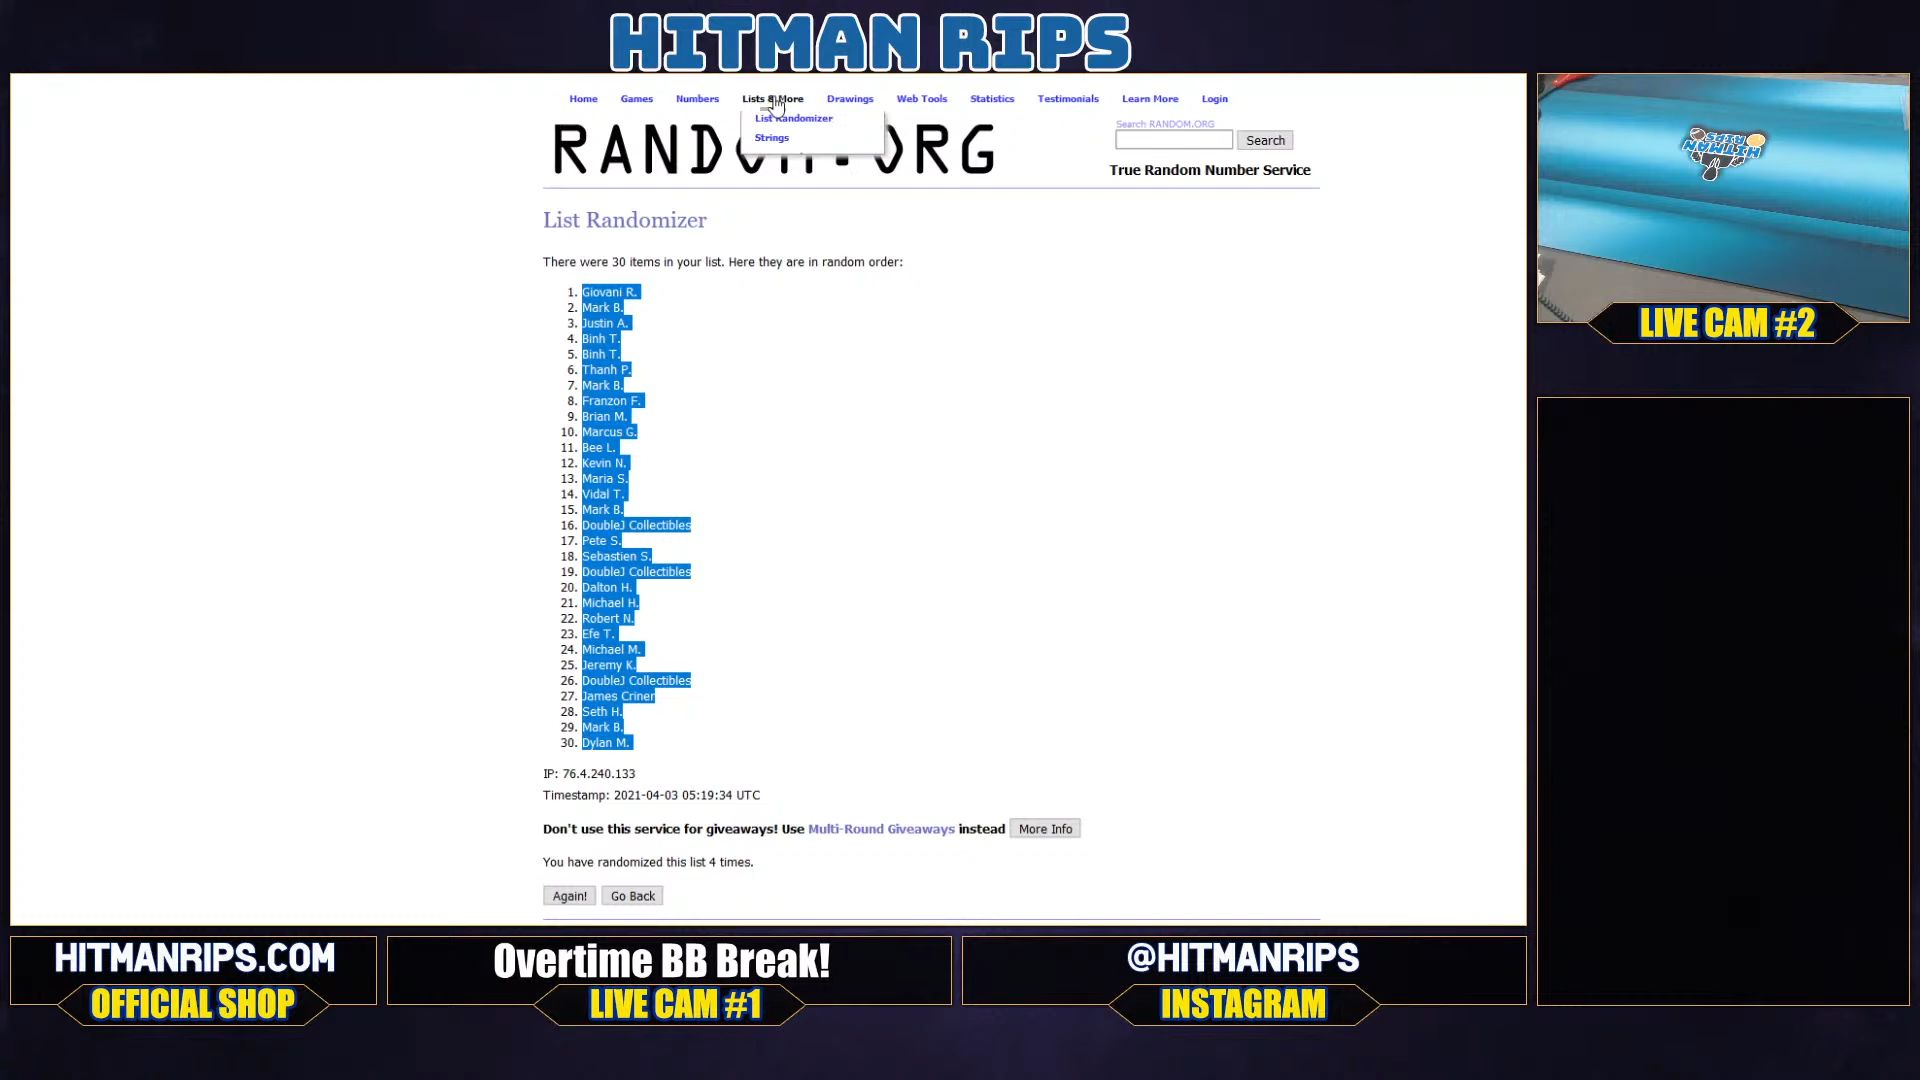 HITMAN RIPS
Home Games Numbers Lists & More Drawings Web Tools Statistics Testimonials Learn More Login
List Randomizer
Strings
Search RANDOM.ORG
Search
RANDOM.ORG
True Random Number Service
List Randomizer
There were 30 items in your list. Here they are in random order:
1. Giovani R.
2. Mark B.
3. Justin A.
4. Binh T.
5. Binh T.
6. Thanh P.
7. Mark B.
8. Franzon F.
9. Brian M.
10. Marcus G.
11. Bee L.
12. Kevin N.
13. Maria S.
14. Vidal T.
15. Mark B.
16. DoubleJ Collectibles
17. Pete S.
18. Sebastien S.
19. DoubleJ Collectibles
20. Dalton H.
21. Michael H.
22. Robert N.
23. Efe T.
24. Michael M.
25. Jeremy K.
26. DoubleJ Collectibles
27. James Criner
28. Seth H.
29. Mark B.
30. Dylan M.
IP: 76.4.240.133
Timestamp: 2021-04-03 05:19:34 UTC
Don't use this service for giveaways! Use Multi-Round Giveaways instead More Info
You have randomized this list 4 times.
Again! Go Back
HITMAN
RIPS
LIVE CAM #2
HITMANRIPS.COM
OFFICIAL SHOP
Overtime BB Break!
LIVE CAM #1
@HITMANRIPS
INSTAGRAM